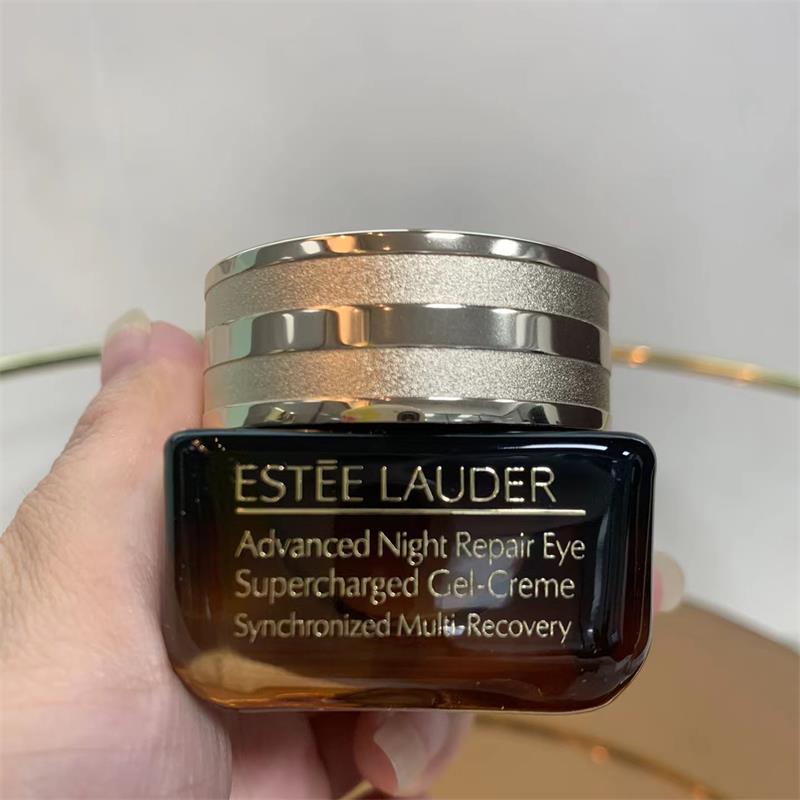 ESTĒE LAUDER
Advanced Night Repair Eye
Supercharged Gel-Creme
Synchronized Multi-Recovery